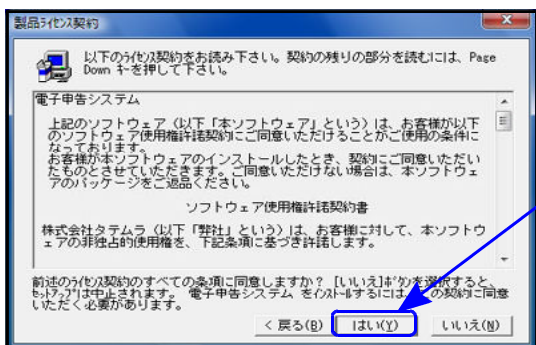 製品ライセンス契約
以下のライセンス契約をお読み下さい。契約の残りの部分を読むには、Page
Down キーを押して下さい。
電子申告システム
上記のソフトウェア（以下「本ソフトウェア」という）は、お客様が以下
のソフトウェア使用権許諾契約にご同意いただけることがご使用の条件に
なっております。
お客様が本ソフトウェアのインストールしたとき、契約にご同意いただい
たものとさせていただきます。ご同意いただけない場合は、本ソフトウェ
アのパッケージをご返品ください。
ソフトウェア使用権許諾契約書
株式会社タテムラ（以下「弊社」という）は、お客様に対して、本ソフトウ
ェアの非独占的使用権を、下記条項に基づき許諾します。
前述のライセンス契約のすべての条項に同意しますか？ [いいえ]ボタンを選択すると、
セットアップは中止されます。 電子申告システム をインストールするには、この契約に同意
いただく必要があります。
< 戻る(B) はい(Y) いいえ(N)